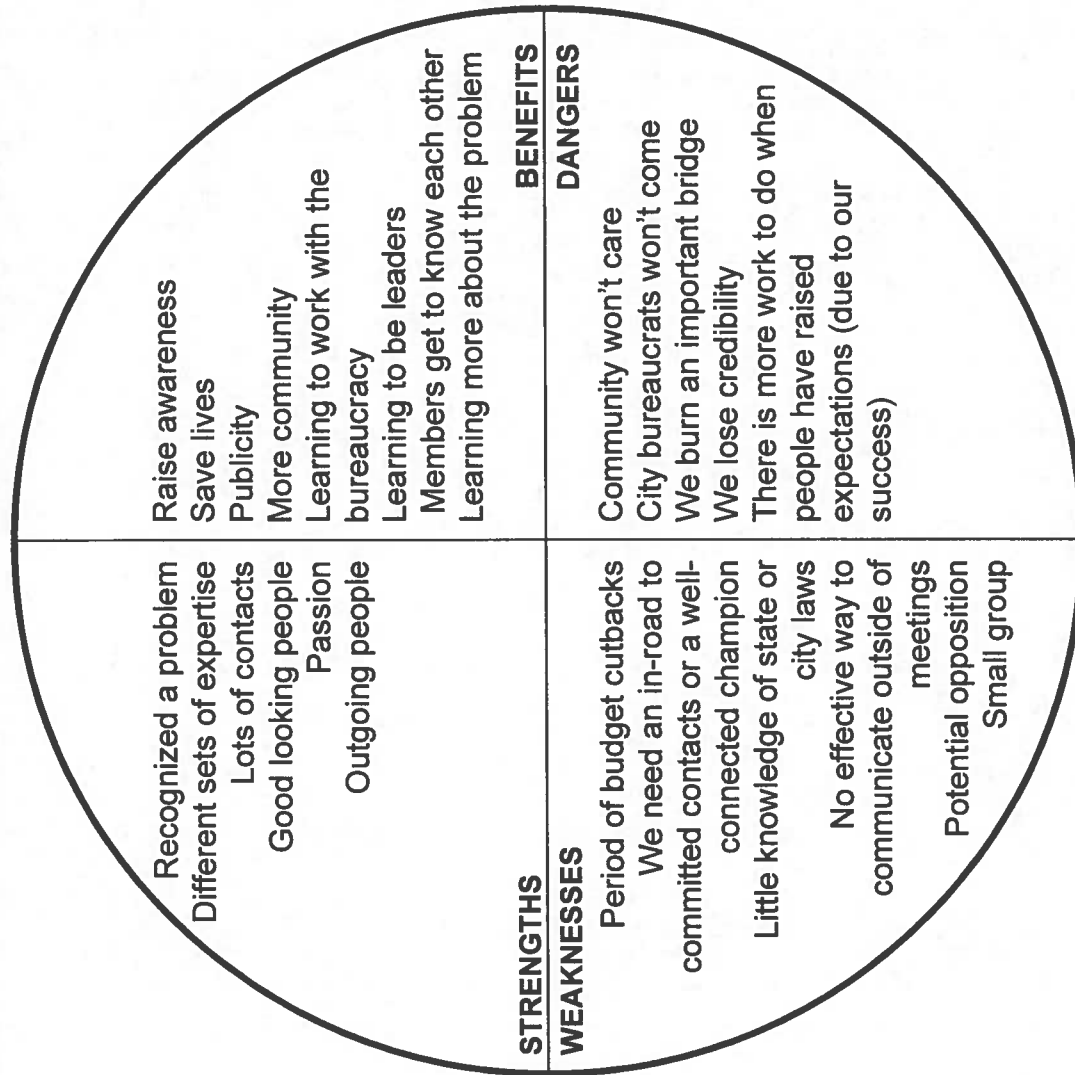 Recognized a problem
Different sets of expertise
Lots of contacts
Good looking people
Passion
Outgoing people
STRENGTHS
Raise awareness
Save lives
Publicity
More community
Learning to work with the
bureaucracy
Learning to be leaders
Members get to know each other
Learning more about the problem
BENEFITS
WEAKNESSES
Period of budget cutbacks
We need an in-road to
committed contacts or a well-
connected champion
Little knowledge of state or
city laws
No effective way to
communicate outside of
meetings
Potential opposition
Small group
DANGERS
Community won't care
City bureaucrats won't come
We burn an important bridge
We lose credibility
There is more work to do when
people have raised
expectations (due to our
success)